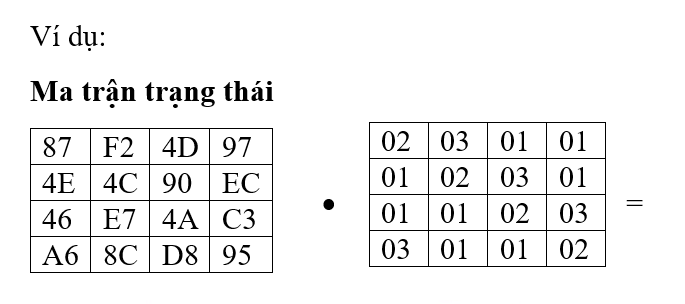 Ví dụ:
Ma trận trạng thái
87 F2 4D 97
4E 4C 90 EC
46 E7 4A C3
A6 8C D8 95
•
02 03 01 01
01 02 03 01
01 01 02 03
03 01 01 02
=